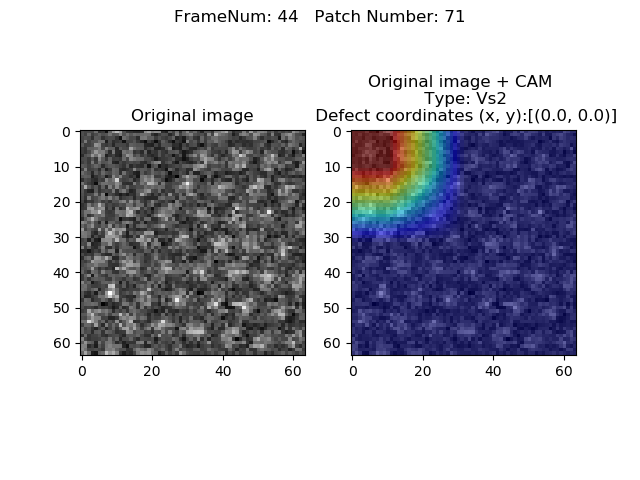 FrameNum: 44   Patch Number: 71
Original image
Original image + CAM
Type: Vs2
Defect coordinates (x, y):[(0.0, 0.0)]
0
10
20
30
40
50
60
0 20 40 60
0
10
20
30
40
50
60
0 20 40 60